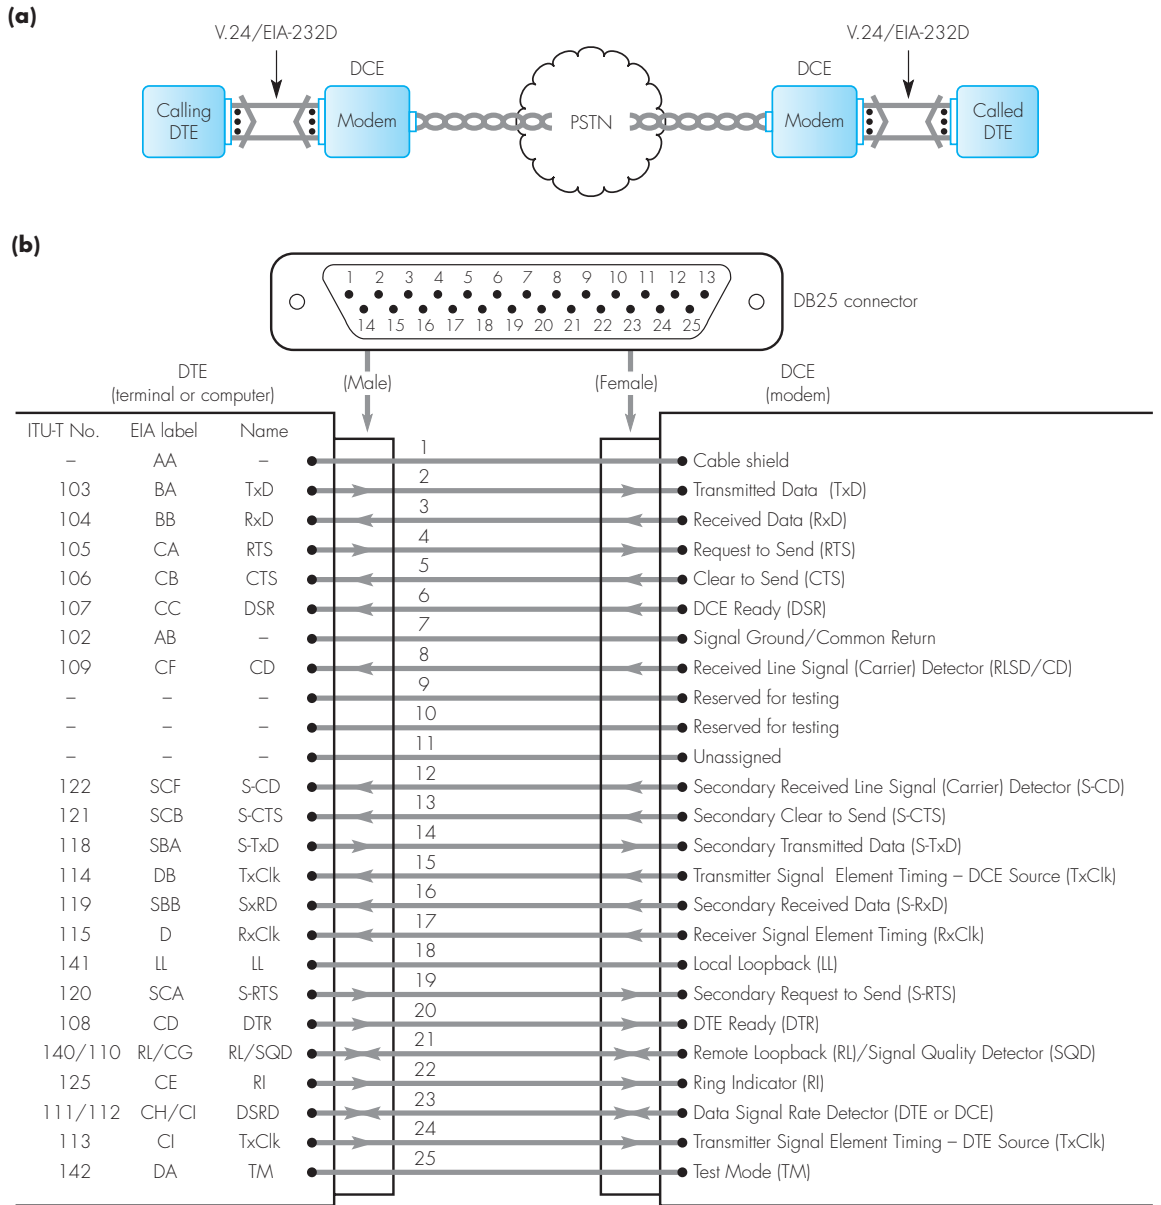 (a)
V.24/EIA-232D
V.24/EIA-232D
DCE
DCE
Calling
DTE
Modem
PSTN
Modem
Called
DTE
(b)
1 2 3 4 5 6 7 8 9 10 11 12 13
14 15 16 17 18 19 20 21 22 23 24 25
DB25 connector
DTE
(terminal or computer)
(Male)
(Female)
DCE
(modem)
ITU-T No. EIA label Name
– AA – 1 Cable shield
103 BA TxD 2 Transmitted Data (TxD)
104 BB RxD 3 Received Data (RxD)
105 CA RTS 4 Request to Send (RTS)
106 CB CTS 5 Clear to Send (CTS)
107 CC DSR 6 DCE Ready (DSR)
102 AB – 7 Signal Ground/Common Return
109 CF CD 8 Received Line Signal (Carrier) Detector (RLSD/CD)
– – – 9 Reserved for testing
– – – 10 Reserved for testing
– – – 11 Unassigned
122 SCF S-CD 12 Secondary Received Line Signal (Carrier) Detector (S-CD)
121 SCB S-CTS 13 Secondary Clear to Send (S-CTS)
118 SBA S-TxD 14 Secondary Transmitted Data (S-TxD)
114 DB TxClk 15 Transmitter Signal Element Timing – DCE Source (TxClk)
119 SBB SxRD 16 Secondary Received Data (S-RxD)
115 D RxClk 17 Receiver Signal Element Timing (RxClk)
141 LL LL 18 Local Loopback (LL)
120 SCA S-RTS 19 Secondary Request to Send (S-RTS)
108 CD DTR 20 DTE Ready (DTR)
140/110 RL/CG RL/SQD 21 Remote Loopback (RL)/Signal Quality Detector (SQD)
125 CE RI 22 Ring Indicator (RI)
111/112 CH/CI DSRD 23 Data Signal Rate Detector (DTE or DCE)
113 CI TxClk 24 Transmitter Signal Element Timing – DTE Source (TxClk)
142 DA TM 25 Test Mode (TM)